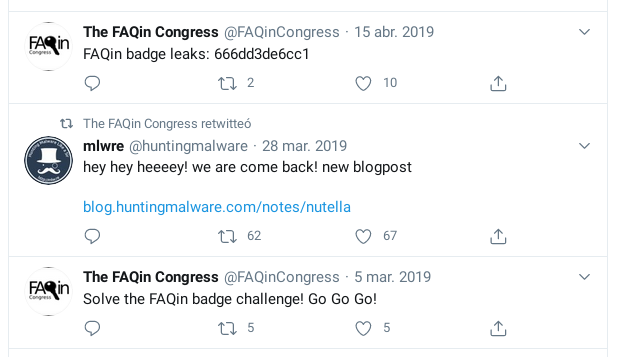 FAQin
Congress
The FAQin Congress @FAQinCongress · 15 abr. 2019
FAQin badge leaks: 666dd3de6cc1
2 10
The FAQin Congress retwitteó
mlwre @huntingmalware · 28 mar. 2019
hey hey heeeey! we are come back! new blogpost
blog.huntingmalware.com/notes/nutella
62 67
FAQin
Congress
The FAQin Congress @FAQinCongress · 5 mar. 2019
Solve the FAQin badge challenge! Go Go Go!
5 5